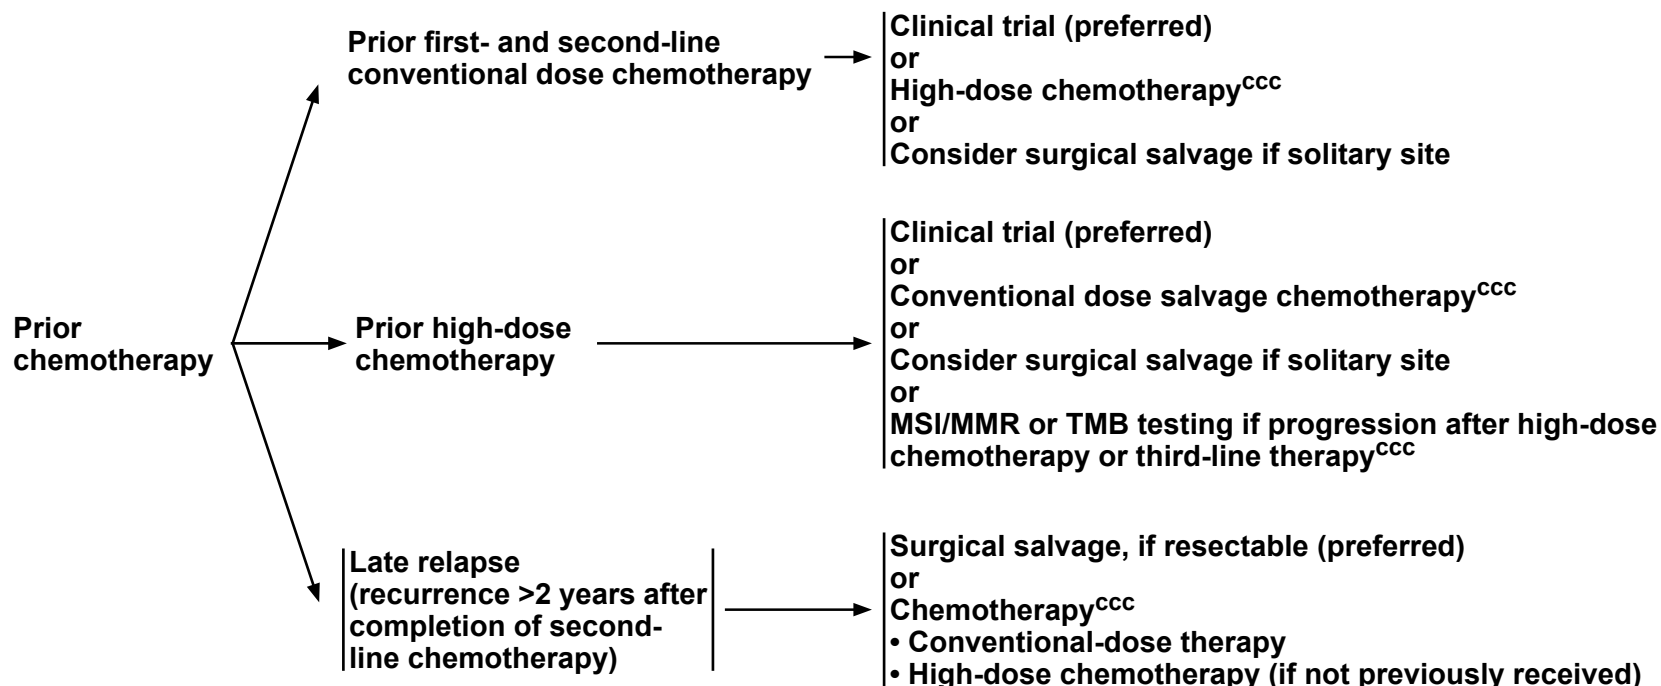 Prior
chemotherapy
Prior first- and second-line
conventional dose chemotherapy
Clinical trial (preferred)
or
High-dose chemotherapyccc
or
Consider surgical salvage if solitary site
Prior high-dose
chemotherapy
Clinical trial (preferred)
or
Conventional dose salvage chemotherapyccc
or
Consider surgical salvage if solitary site
or
MSI/MMR or TMB testing if progression after high-dose
chemotherapy or third-line therapyccc
Late relapse
(recurrence >2 years after
completion of second-
line chemotherapy)
Surgical salvage, if resectable (preferred)
or
Chemotherapyccc
• Conventional-dose therapy
• High-dose chemotherapy (if not previously received)